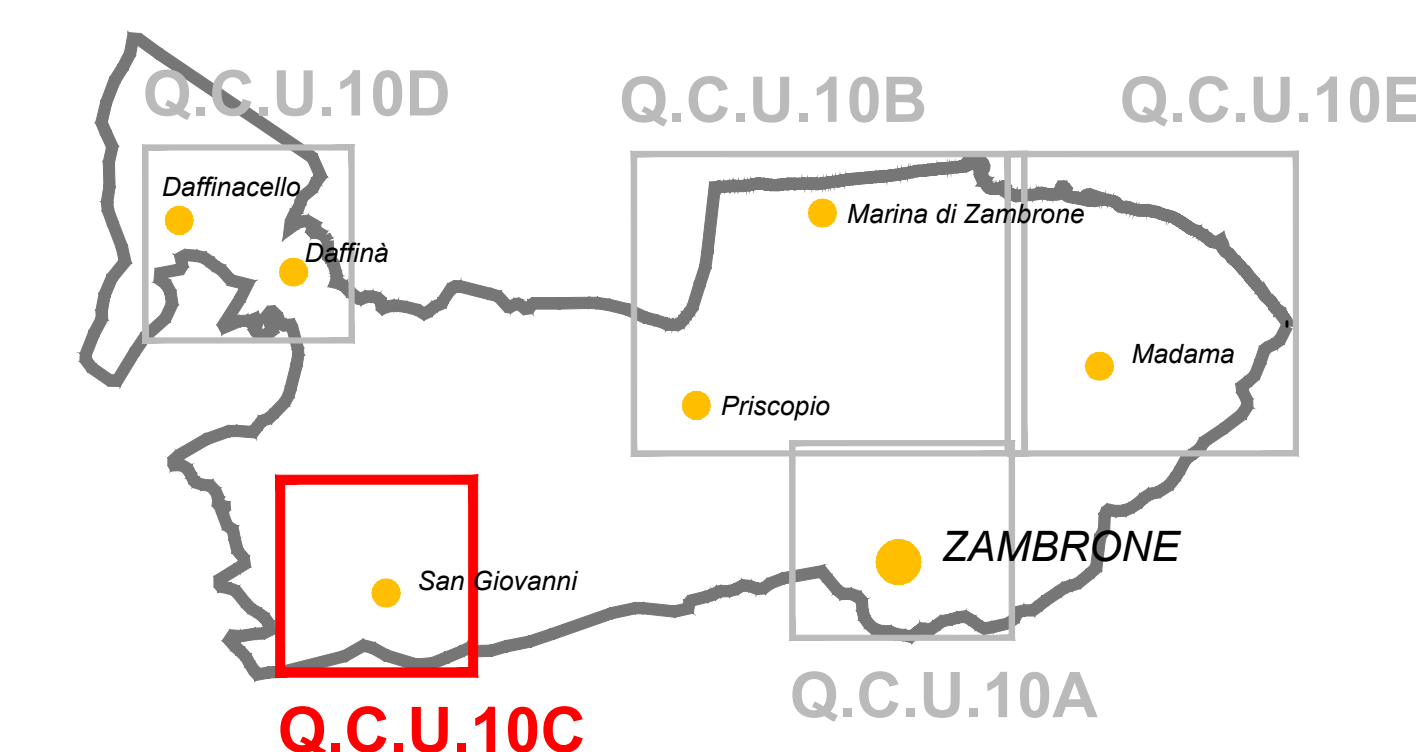 Q.C.U.10D
Q.C.U.10B
Q.C.U.10E
Daffinacello
Marina di Zambrone
Daffinà
Madama
Priscopio
ZAMBRONE
San Giovanni
Q.C.U.10A
Q.C.U.10C